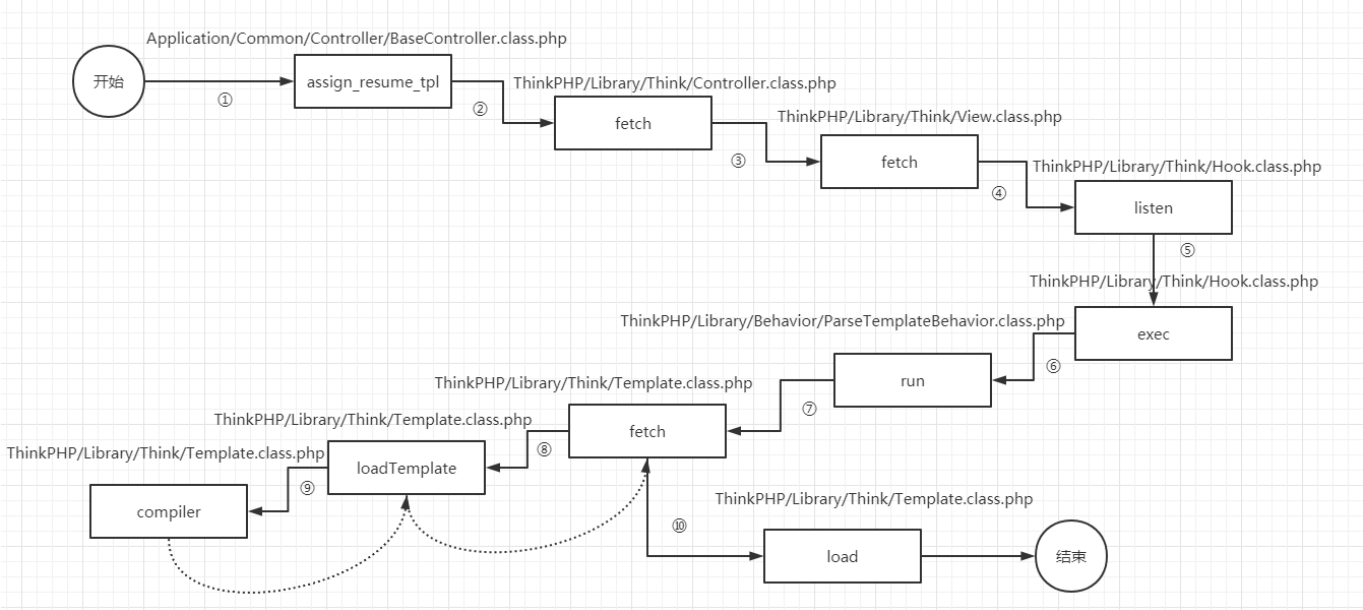 Application/Common/Controller/BaseController.class.php
开始
①
assign_resume_tpl
②
ThinkPHP/Library/Think/Controller.class.php
fetch
③
ThinkPHP/Library/Think/View.class.php
fetch
④
ThinkPHP/Library/Think/Hook.class.php
listen
⑤
ThinkPHP/Library/Think/Hook.class.php
exec
⑥
ThinkPHP/Library/Behavior/ParseTemplateBehavior.class.php
run
⑦
ThinkPHP/Library/Think/Template.class.php
fetch
⑧
ThinkPHP/Library/Think/Template.class.php
loadTemplate
⑨
ThinkPHP/Library/Think/Template.class.php
compiler
⑩
ThinkPHP/Library/Think/Template.class.php
load
结束